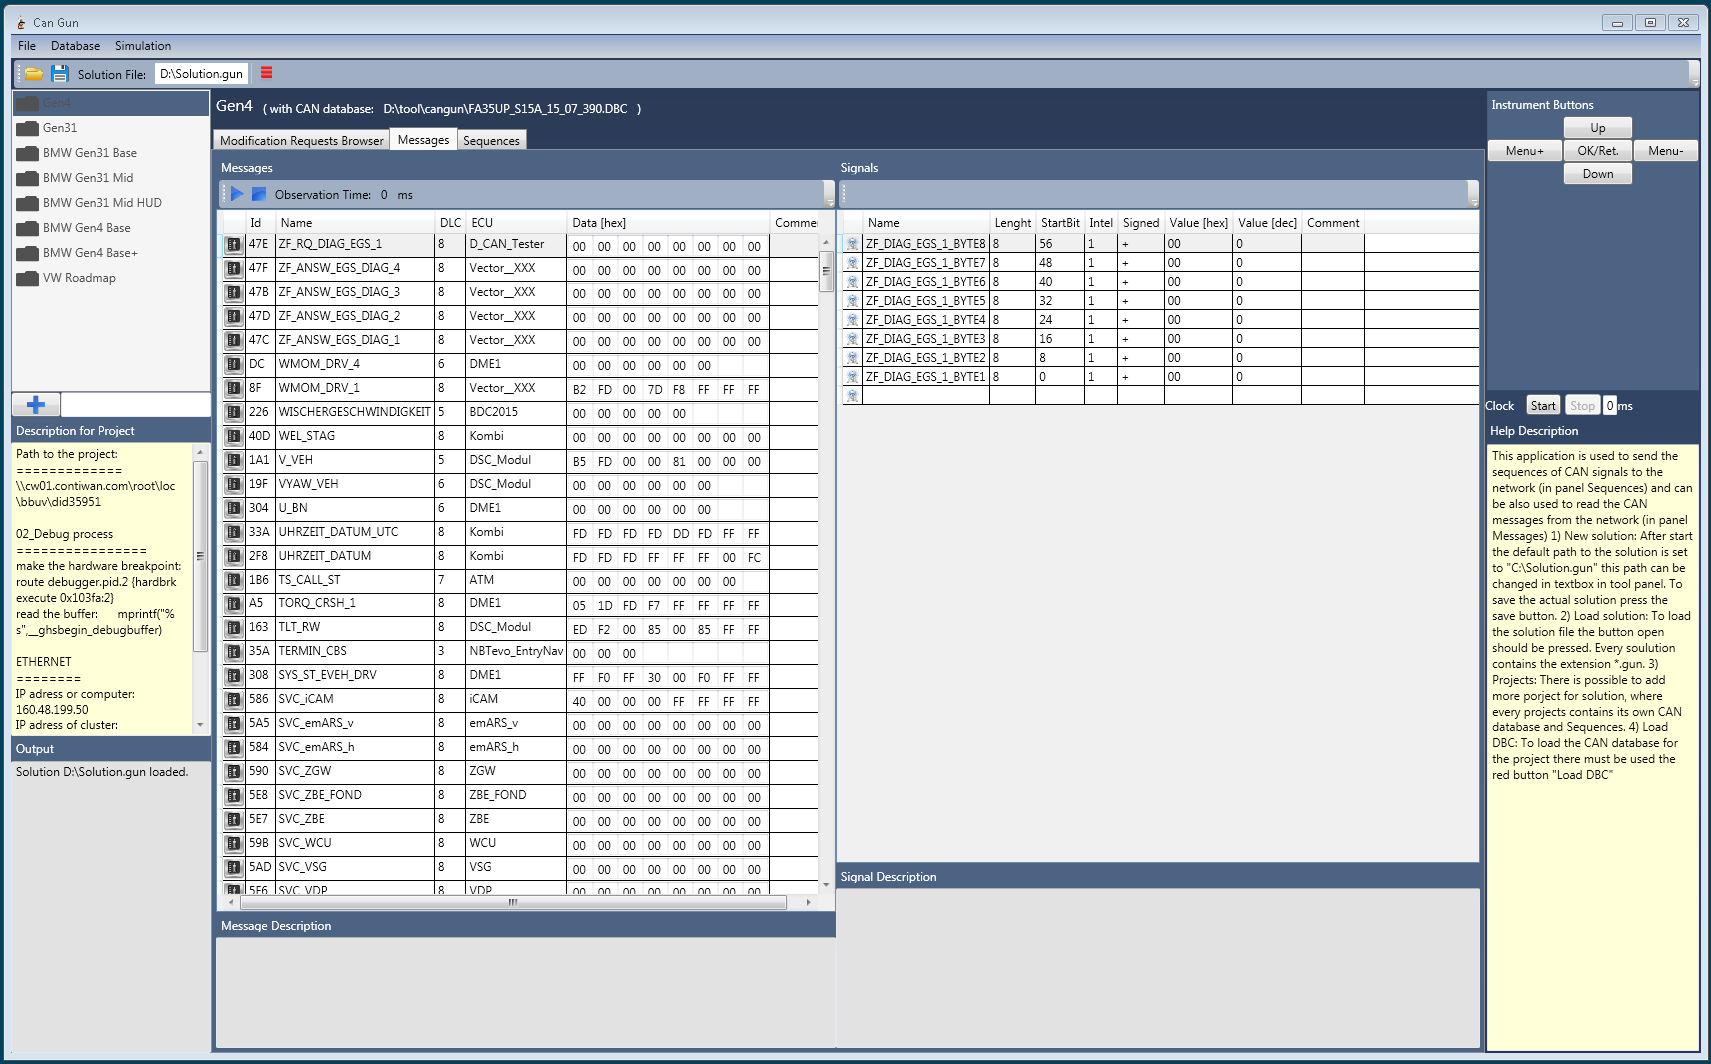 Can Gun
File Database Simulation
Solution File: D:\Solution.gun
Gen4
Gen31
BMW Gen31 Base
BMW Gen31 Mid
BMW Gen31 Mid HUD
BMW Gen4 Base
BMW Gen4 Base+
VW Roadmap
Description for Project
Path to the project:
=============
\\cw01.contiwan.com\root\loc
\bbuv\did35951
02_Debug process
================
make the hardware breakpoint:
route debugger.pid.2 {hardbrk
execute 0x103fa:2}
read the buffer: mprintf("%
s",__ghsbegin_debugbuffer)
ETHERNET
========
IP adress or computer:
160.48.199.50
IP adress of cluster:
Output
Solution D:\Solution.gun loaded.
Gen4 ( with CAN database: D:\tool\cangun\FA35UP_S15A_15_07_390.DBC )
Modification Requests Browser Messages Sequences
Messages
Observation Time: 0 ms
Id Name DLC ECU Data [hex] Comme
47E ZF_RQ_DIAG_EGS_1 8 D_CAN_Tester 00 00 00 00 00 00 00 00
47F ZF_ANSW_EGS_DIAG_4 8 Vector__XXX 00 00 00 00 00 00 00 00
47B ZF_ANSW_EGS_DIAG_3 8 Vector__XXX 00 00 00 00 00 00 00 00
47D ZF_ANSW_EGS_DIAG_2 8 Vector__XXX 00 00 00 00 00 00 00 00
47C ZF_ANSW_EGS_DIAG_1 8 Vector__XXX 00 00 00 00 00 00 00 00
DC WMOM_DRV_4 6 DME1 00 00 00 00 00 00
8F WMOM_DRV_1 8 Vector__XXX B2 FD 00 7D F8 FF FF FF
226 WISCHERGESCHWINDIGKEIT 5 BDC2015 00 00 00 00 00
40D WEL_STAG 8 Kombi 00 00 00 00 00 00 00 00
1A1 V_VEH 5 DSC_Modul B5 FD 00 00 81 00 00 00
19F VYAW_VEH 6 DSC_Modul 00 00 00 00 00 00
304 U_BN 6 DME1 00 00 00 00 00 00
33A UHRZEIT_DATUM_UTC 8 Kombi FD FD FD FD DD FD FF FF
2F8 UHRZEIT_DATUM 8 Kombi FD FD FD FF FF FF 00 FC
1B6 TS_CALL_ST 7 ATM 00 00 00 00 00 00 00
A5 TORQ_CRSH_1 8 DME1 05 1D FD F7 FF FF FF FF
163 TLT_RW 8 DSC_Modul ED F2 00 85 00 85 FF FF
35A TERMIN_CBS 3 NBTevo_EntryNav 00 00 00
308 SYS_ST_EVEH_DRV 8 DME1 FF F0 FF 30 00 F0 FF FF
586 SVC_iCAM 8 iCAM 40 00 00 00 FF FF FF FF
5A5 SVC_emARS_v 8 emARS_v 00 00 00 00 00 00 00 00
584 SVC_emARS_h 8 emARS_h 00 00 00 00 00 00 00 00
590 SVC_ZGW 8 ZGW 00 00 00 00 00 00 00 00
5E8 SVC_ZBE_FOND 8 ZBE_FOND 00 00 00 00 00 00 00 00
5E7 SVC_ZBE 8 ZBE 00 00 00 00 00 00 00 00
59B SVC_WCU 8 WCU 00 00 00 00 00 00 00 00
5AD SVC_VSG 8 VSG 00 00 00 00 00 00 00 00
5F6 SVC_VDP 8 VDP 00 00 00 00 00 00 00 00
Message Description
Signals
Name Lenght StartBit Intel Signed Value [hex] Value [dec] Comment
ZF_DIAG_EGS_1_BYTE8 8 56 1 + 00 0
ZF_DIAG_EGS_1_BYTE7 8 48 1 + 00 0
ZF_DIAG_EGS_1_BYTE6 8 40 1 + 00 0
ZF_DIAG_EGS_1_BYTE5 8 32 1 + 00 0
ZF_DIAG_EGS_1_BYTE4 8 24 1 + 00 0
ZF_DIAG_EGS_1_BYTE3 8 16 1 + 00 0
ZF_DIAG_EGS_1_BYTE2 8 8 1 + 00 0
ZF_DIAG_EGS_1_BYTE1 8 0 1 + 00 0
Signal Description
Instrument Buttons
Up
Menu+ OK/Ret. Menu-
Down
Clock Start Stop 0 ms
Help Description
This application is used to send the
sequences of CAN signals to the
network (in panel Sequences) and can
be also used to read the CAN
messages from the network (in panel
Messages) 1) New solution: After start
the default path to the solution is set
to "C:\Solution.gun" this path can be
changed in textbox in tool panel. To
save the actual solution press the
save button. 2) Load solution: To load
the solution file the button open
should be pressed. Every soulution
contains the extension *.gun. 3)
Projects: There is possible to add
more porject for solution, where
every projects contains its own CAN
database and Sequences. 4) Load
DBC: To load the CAN database for
the project there must be used the
red button "Load DBC"